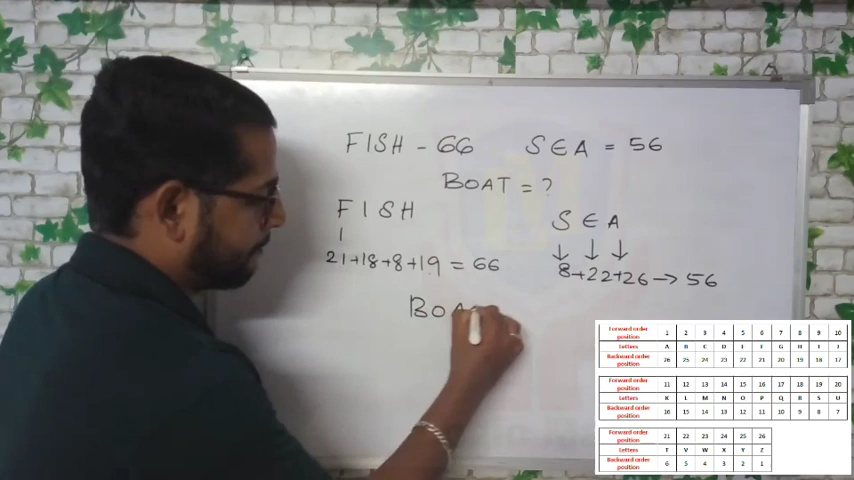 FISH - 66 SEA = 56
BOAT = ?
FISH
SEA
21+18+8+19 = 66
8+22+26 → 56
BOA
Forward order position 1 2 3 4 5 6 7 8 9 10
Letters A B C D E F G H I J
Backward order position 26 25 24 23 22 21 20 19 18 17
Forward order position 11 12 13 14 15 16 17 18 19 20
Letters K L M N O P Q R S U
Backward order position 16 15 14 13 12 11 10 9 8 7
Forward order position 21 22 23 24 25 26
Letters T V W X Y Z
Backward order position 6 5 4 3 2 1